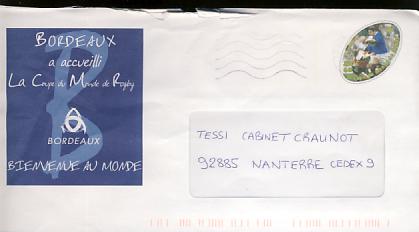 BORDEAUX
a accueilli
La Coupe du Monde de Rugby
BORDEAUX
BIENVENUE AU MONDE
TESSI CABINET CRAUNOT
92885 NANTERRE CEDEX 9